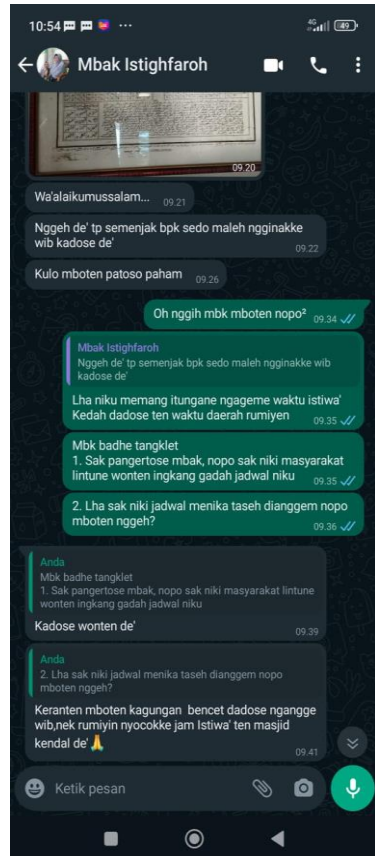 10:54
4G
49
Mbak Istighfaroh
09.20
Wa'alaikumussalam... 09.21
Nggeh de' tp semenjak bpk sedo maleh ngginakke
wib kadose de' 09.22
Kulo mboten patoso paham 09.26
Oh nggih mbk mboten nopo² 09.34
Mbak Istighfaroh
Nggeh de' tp semenjak bpk sedo maleh ngginakke wib
kadose de'
Lha niku memang itungane ngageme waktu istiwa'
Kedah dadose ten waktu daerah rumiyen 09.35
Mbk badhe tangklet
1. Sak pangertose mbak, nopo sak niki masyarakat
lintune wonten ingkang gadah jadwal niku 09.35
2. Lha sak niki jadwal menika taseh dianggem nopo
mboten nggeh? 09.36
Anda
Mbk badhe tangklet
1. Sak pangertose mbak, nopo sak niki masyarakat lintune
wonten ingkang gadah jadwal niku
Kadose wonten de' 09.39
Anda
2. Lha sak niki jadwal menika taseh dianggem nopo
mboten nggeh?
Keranten mboten kagungan bencet dadose ngangge
wib,nek rumiyin nyocokke jam Istiwa' ten masjid
kendal de'🙏 09.41
Ketik pesan